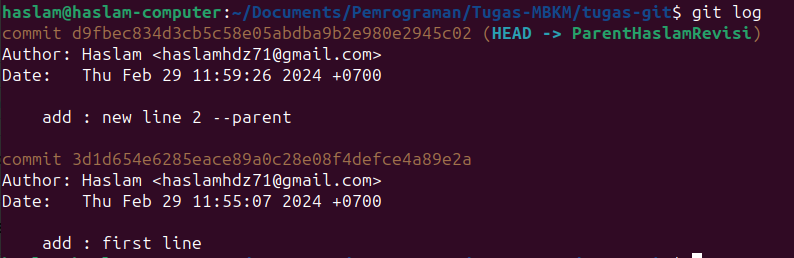 haslam@haslam-computer:~/Documents/Pemrograman/Tugas-MBKM/tugas-git$ git log
commit d9fbec834d3cb5c58e05abdba9b2e980e2945c02 (HEAD -> ParentHaslamRevisi)
Author: Haslam <haslamhdz71@gmail.com>
Date:   Thu Feb 29 11:59:26 2024 +0700
    add : new line 2 --parent
commit 3d1d654e6285eace89a0c28e08f4defce4a89e2a
Author: Haslam <haslamhdz71@gmail.com>
Date:   Thu Feb 29 11:55:07 2024 +0700
    add : first line